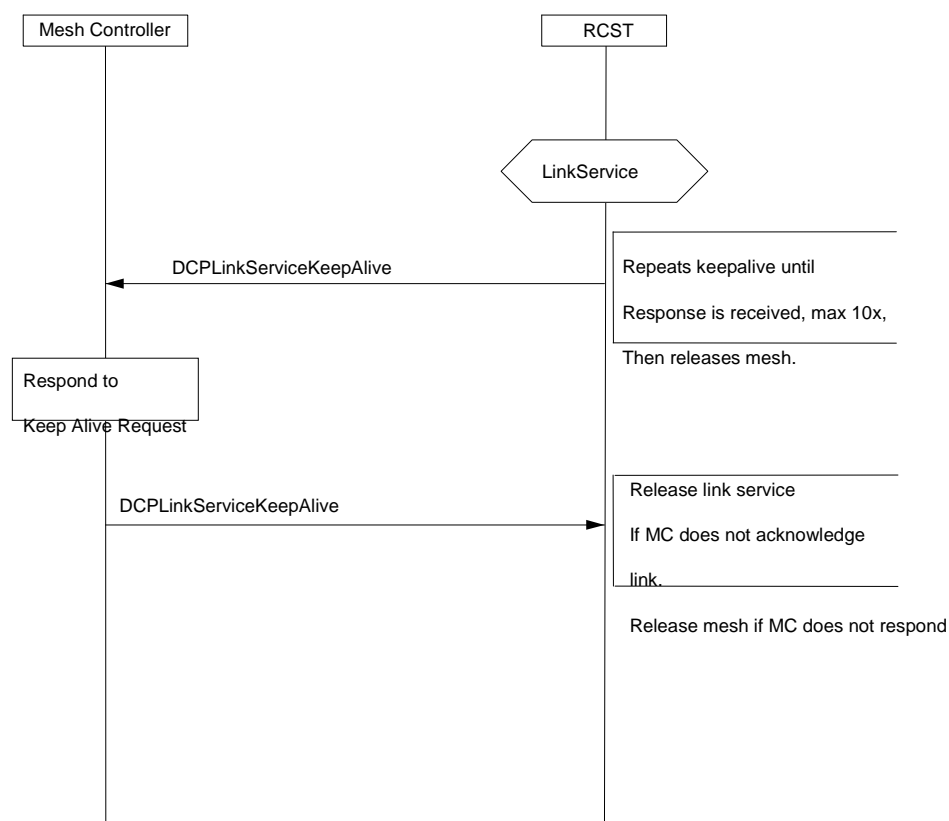 Mesh Controller
RCST
LinkService
DCPLinkServiceKeepAlive
Repeats keepalive until
Response is received, max 10x,
Then releases mesh.
Respond to
Keep Alive Request
DCPLinkServiceKeepAlive
Release link service
If MC does not acknowledge
link.
Release mesh if MC does not respond